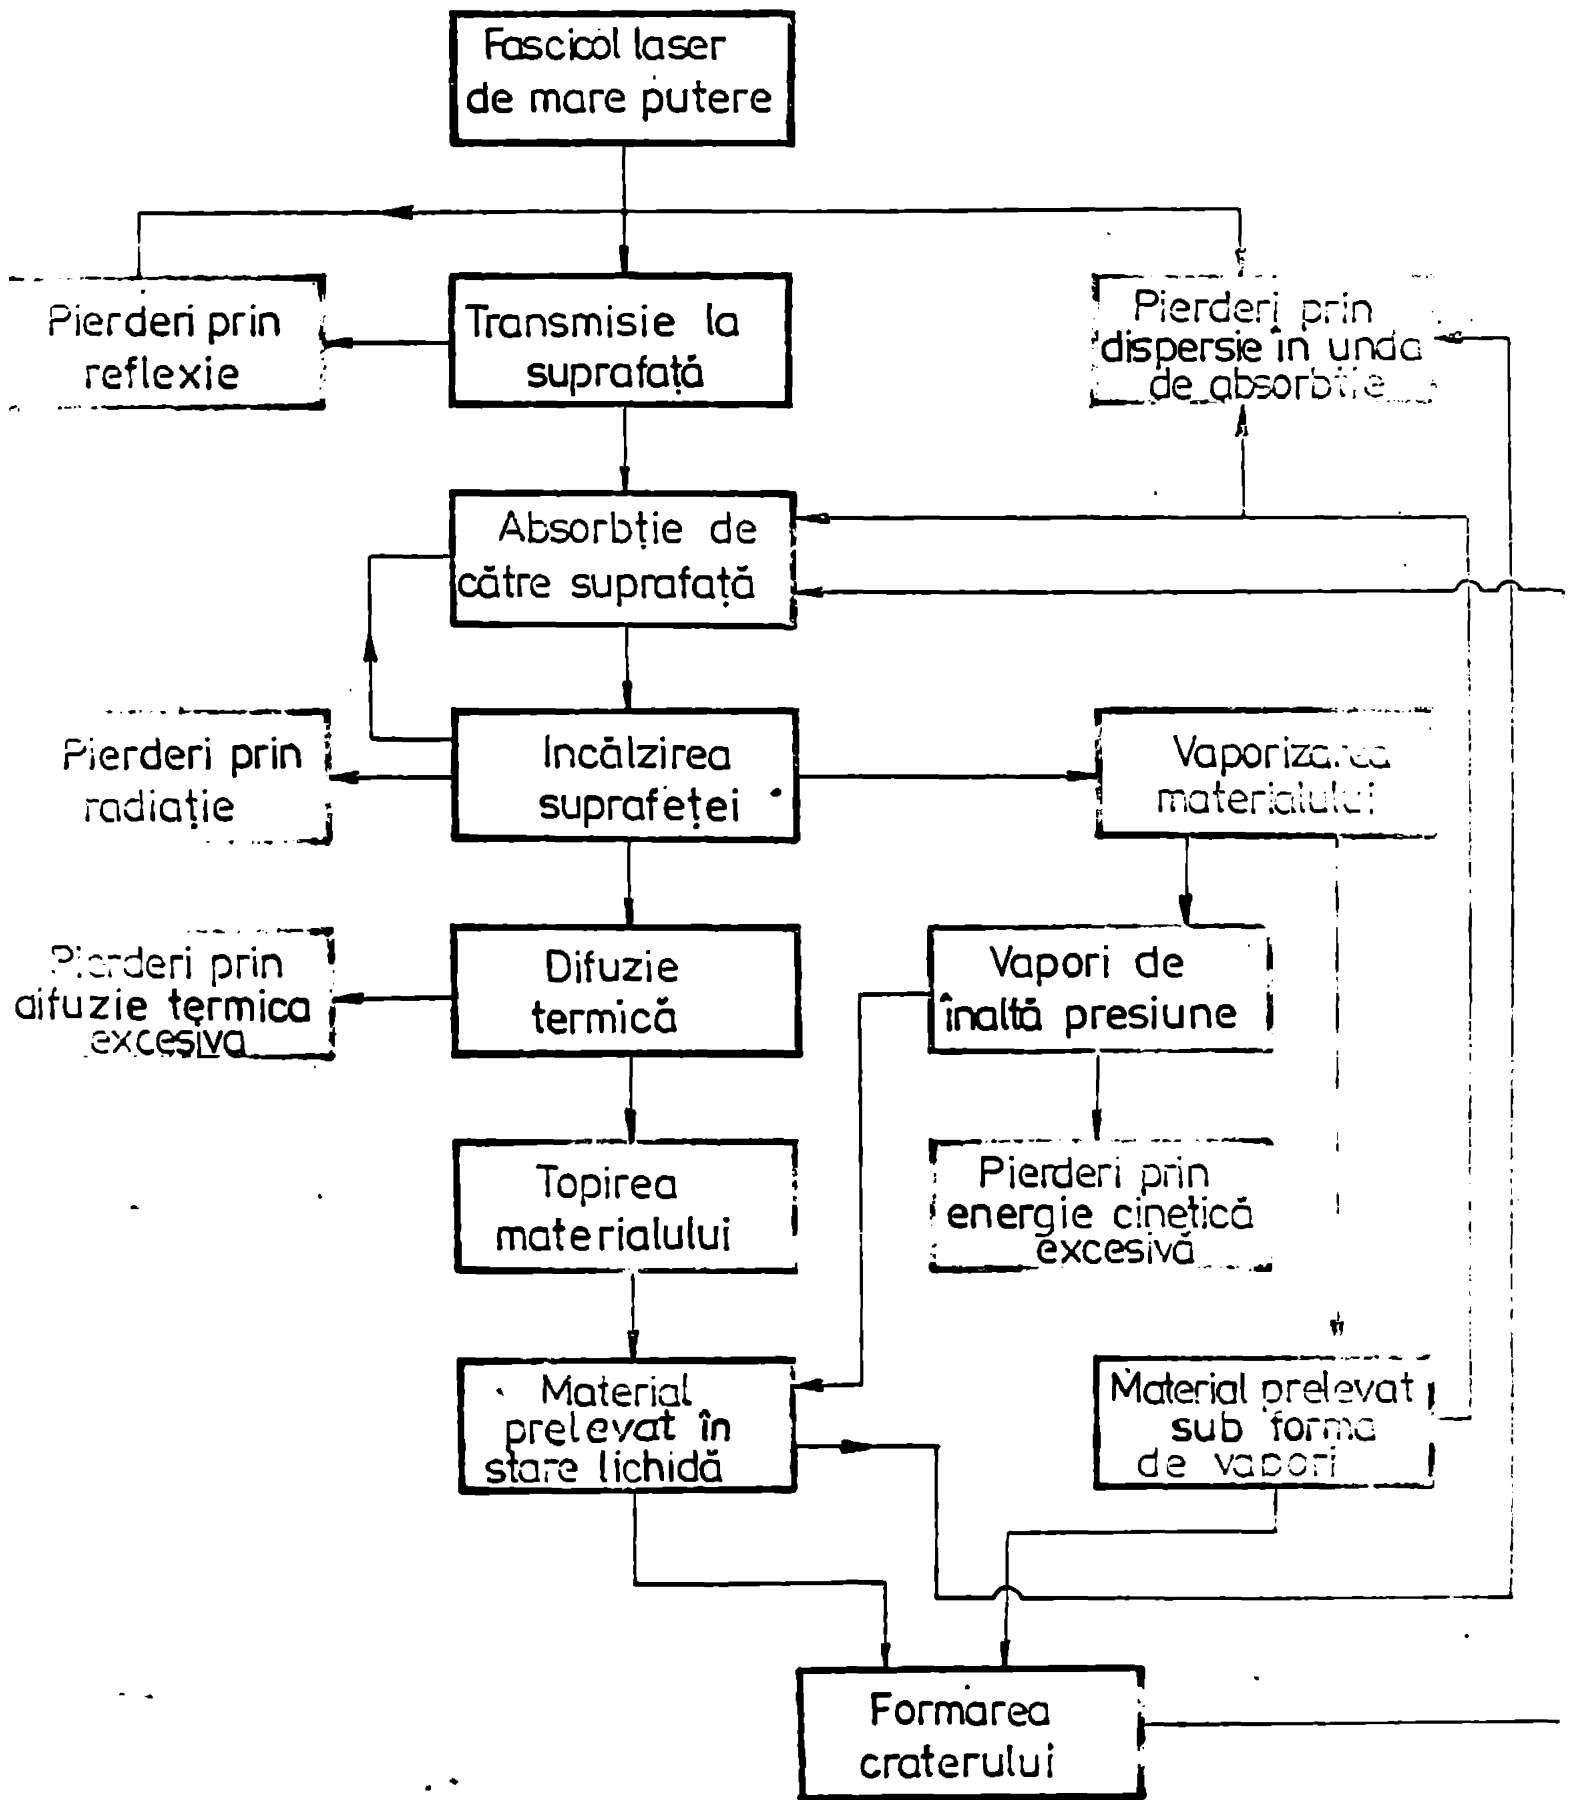 Fascicol laser
de mare putere
Pierderi prin
reflexie
Transmisie la
suprafață
Pierderi prin
dispersie în unda
de absorbție
Absorbție de
către suprafață
Pierderi prin
radiație
Incălzirea
suprafeței
Vaporizarea
materialului
Pierderi prin
difuzie termica
excesiva
Difuzie
termică
Vapori de
înaltă presiune
Topirea
materialului
Pierderi prin
energie cinetică
excesivă
Material
prelevat în
stare lichidă
Material prelevat
sub forma
de vapori
Formarea
craterului